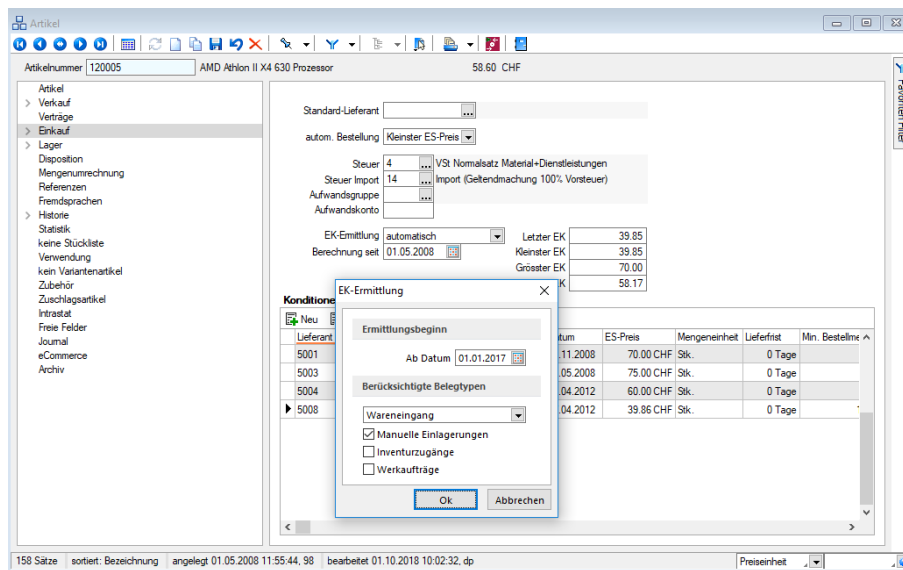 Artikel
Artikelnummer 120005 AMD Athlon II X4 630 Prozessor 58.60 CHF
Favoriten Filter
Artikel
Verkauf
Verträge
Einkauf
Lager
Disposition
Mengenumrechnung
Referenzen
Fremdsprachen
Historie
Statistik
keine Stückliste
Verwendung
kein Variantenartikel
Zubehör
Zuschlagsartikel
Intrastat
Freie Felder
Journal
eCommerce
Archiv
Standard-Lieferant ...
autom. Bestellung Kleinster ES-Preis
Steuer 4 ... VSt Normalsatz Material+Dienstleistungen
Steuer Import 14 ... Import (Geltendmachung 100% Vorsteuer)
Aufwandsgruppe ...
Aufwandskonto
EK-Ermittlung automatisch Letzter EK 39.85
Berechnung seit 01.05.2008 Kleinster EK 39.85
Grösster EK 70.00
EK 58.17
Konditione
Neu
Lieferant tum ES-Preis Mengeneinheit Lieferfrist Min. Bestellme
5001 .11.2008 70.00 CHF Stk. 0 Tage
5003 .05.2008 75.00 CHF Stk. 0 Tage
5004 .04.2012 60.00 CHF Stk. 0 Tage
5008 .04.2012 39.86 CHF Stk. 0 Tage
EK-Ermittlung
Ermittlungsbeginn
Ab Datum 01.01.2017
Berücksichtigte Belegtypen
Wareneingang
Manuelle Einlagerungen
Inventurzugänge
Werkaufträge
Ok Abbrechen
158 Sätze sortiert: Bezeichnung angelegt 01.05.2008 11:55:44, 98 bearbeitet 01.10.2018 10:02:32, dp Preiseinheit